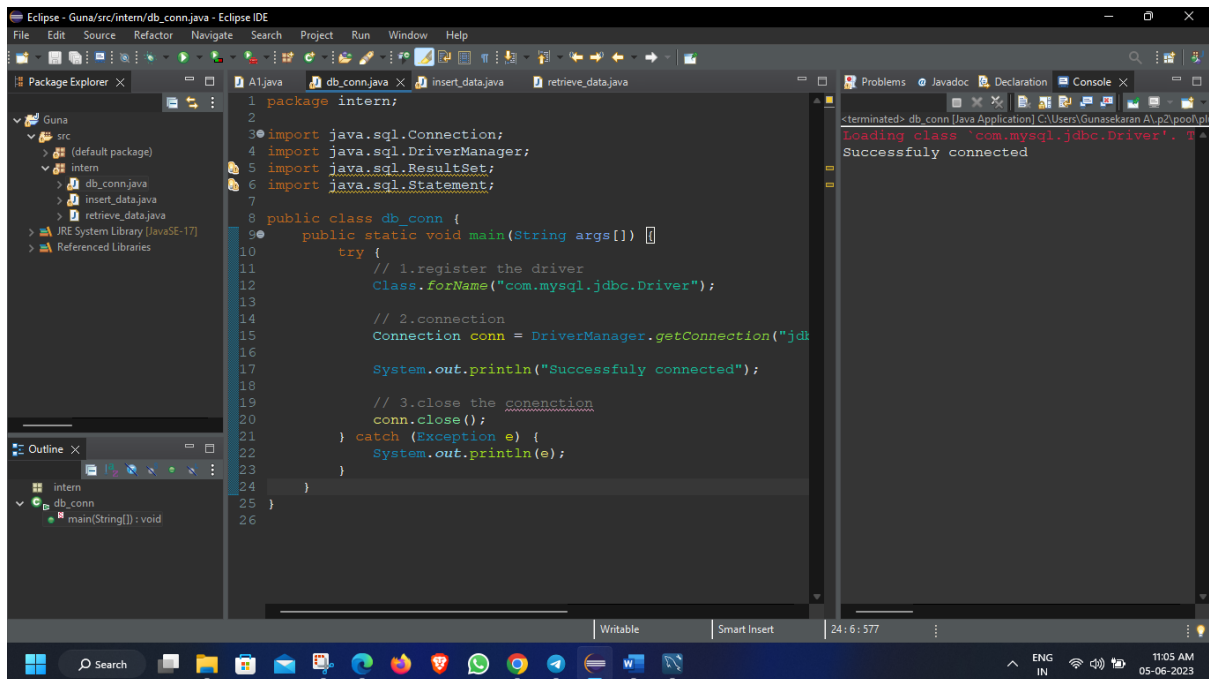 Eclipse - Guna/src/intern/db_conn.java - Eclipse IDE
File Edit Source Refactor Navigate Search Project Run Window Help
Package Explorer
Guna
src
(default package)
intern
db_conn.java
insert_data.java
retrieve_data.java
JRE System Library [JavaSE-17]
Referenced Libraries
Outline
intern
db_conn
main(String[]) : void
A1.java db_conn.java insert_data.java retrieve_data.java
1 package intern;
2
3 import java.sql.Connection;
4 import java.sql.DriverManager;
5 import java.sql.ResultSet;
6 import java.sql.Statement;
7
8 public class db_conn {
9 public static void main(String args[]) {
10 try {
11 // 1.register the driver
12 Class.forName("com.mysql.jdbc.Driver");
13
14 // 2.connection
15 Connection conn = DriverManager.getConnection("jdb
16
17 System.out.println("Successfuly connected");
18
19 // 3.close the conenction
20 conn.close();
21 } catch (Exception e) {
22 System.out.println(e);
23 }
24 }
25 }
26
Problems Javadoc Declaration Console
<terminated> db_conn [Java Application] C:\Users\Gunasekaran A\.p2\pool\pl
Loading class `com.mysql.jdbc.Driver'. T
Successfuly connected
Writable Smart Insert 24 : 6 : 577
Search
ENG
IN
11:05 AM
05-06-2023